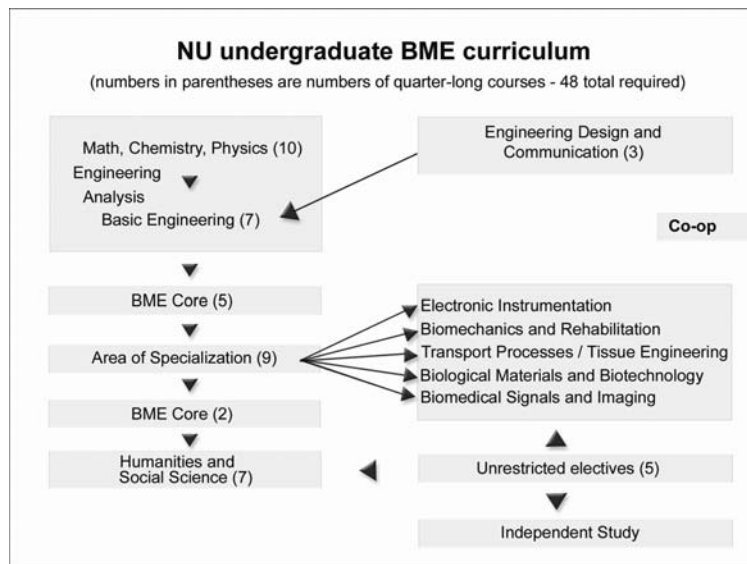 NU undergraduate BME curriculum
(numbers in parentheses are numbers of quarter-long courses - 48 total required)
Math, Chemistry, Physics (10)
Engineering
Analysis
Basic Engineering (7)
Engineering Design and
Communication (3)
Co-op
BME Core (5)
Area of Specialization (9)
BME Core (2)
Humanities and
Social Science (7)
Electronic Instrumentation
Biomechanics and Rehabilitation
Transport Processes / Tissue Engineering
Biological Materials and Biotechnology
Biomedical Signals and Imaging
Unrestricted electives (5)
Independent Study